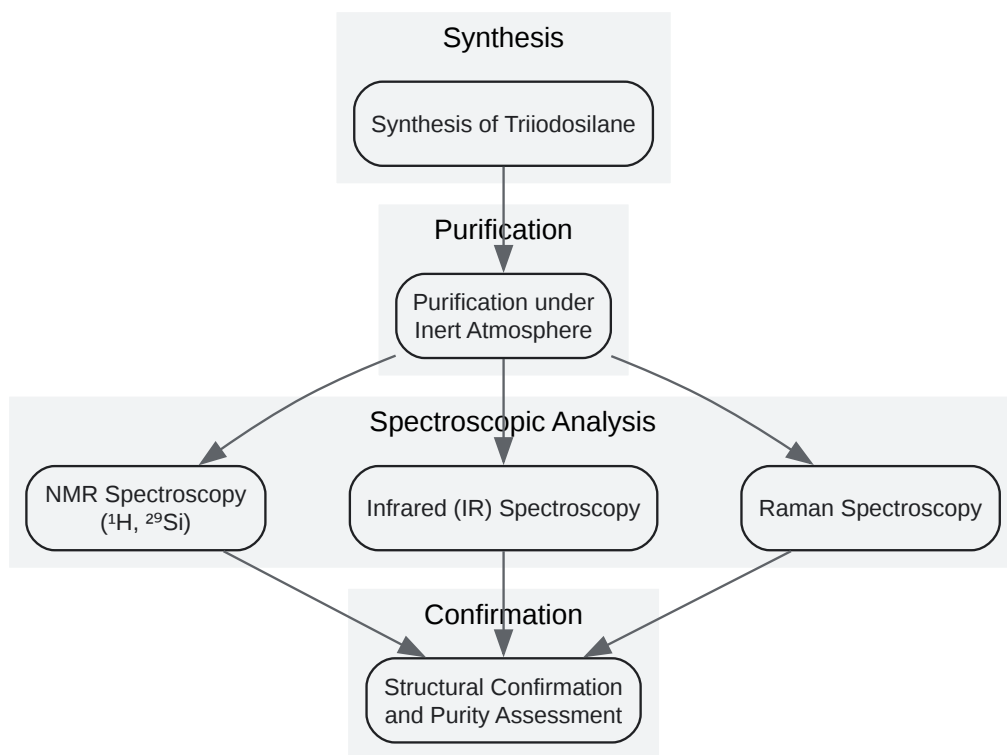 Synthesis
Synthesis of Triiodosilane
Purification
Purification under
Inert Atmosphere
Spectroscopic Analysis
NMR Spectroscopy
(¹H, ²⁹Si)
Infrared (IR) Spectroscopy
Raman Spectroscopy
Confirmation
Structural Confirmation
and Purity Assessment